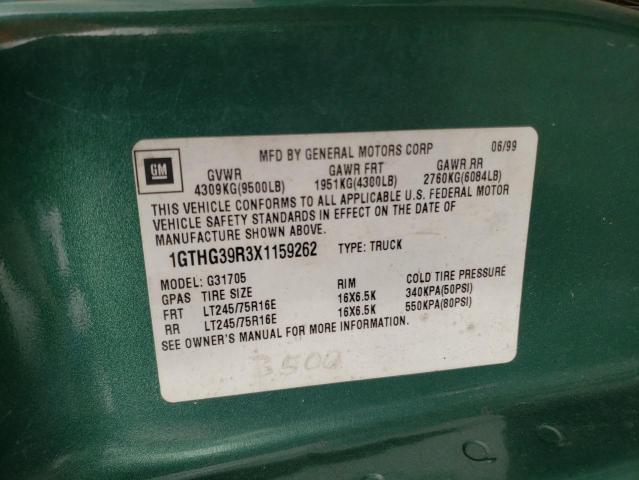 GM
MFD BY GENERAL MOTORS CORP 06/99
GVWR GAWR FRT GAWR RR
4309KG(9500LB) 1951KG(4300LB) 2760KG(6084LB)
THIS VEHICLE CONFORMS TO ALL APPLICABLE U.S. FEDERAL MOTOR
VEHICLE SAFETY STANDARDS IN EFFECT ON THE DATE OF
MANUFACTURE SHOWN ABOVE.
1GTHG39R3X1159262 TYPE: TRUCK
MODEL: G31705
GPAS TIRE SIZE RIM COLD TIRE PRESSURE
FRT LT245/75R16E 16X6.5K 340KPA(50PSI)
RR LT245/75R16E 16X6.5K 550KPA(80PSI)
SEE OWNER'S MANUAL FOR MORE INFORMATION.
3500